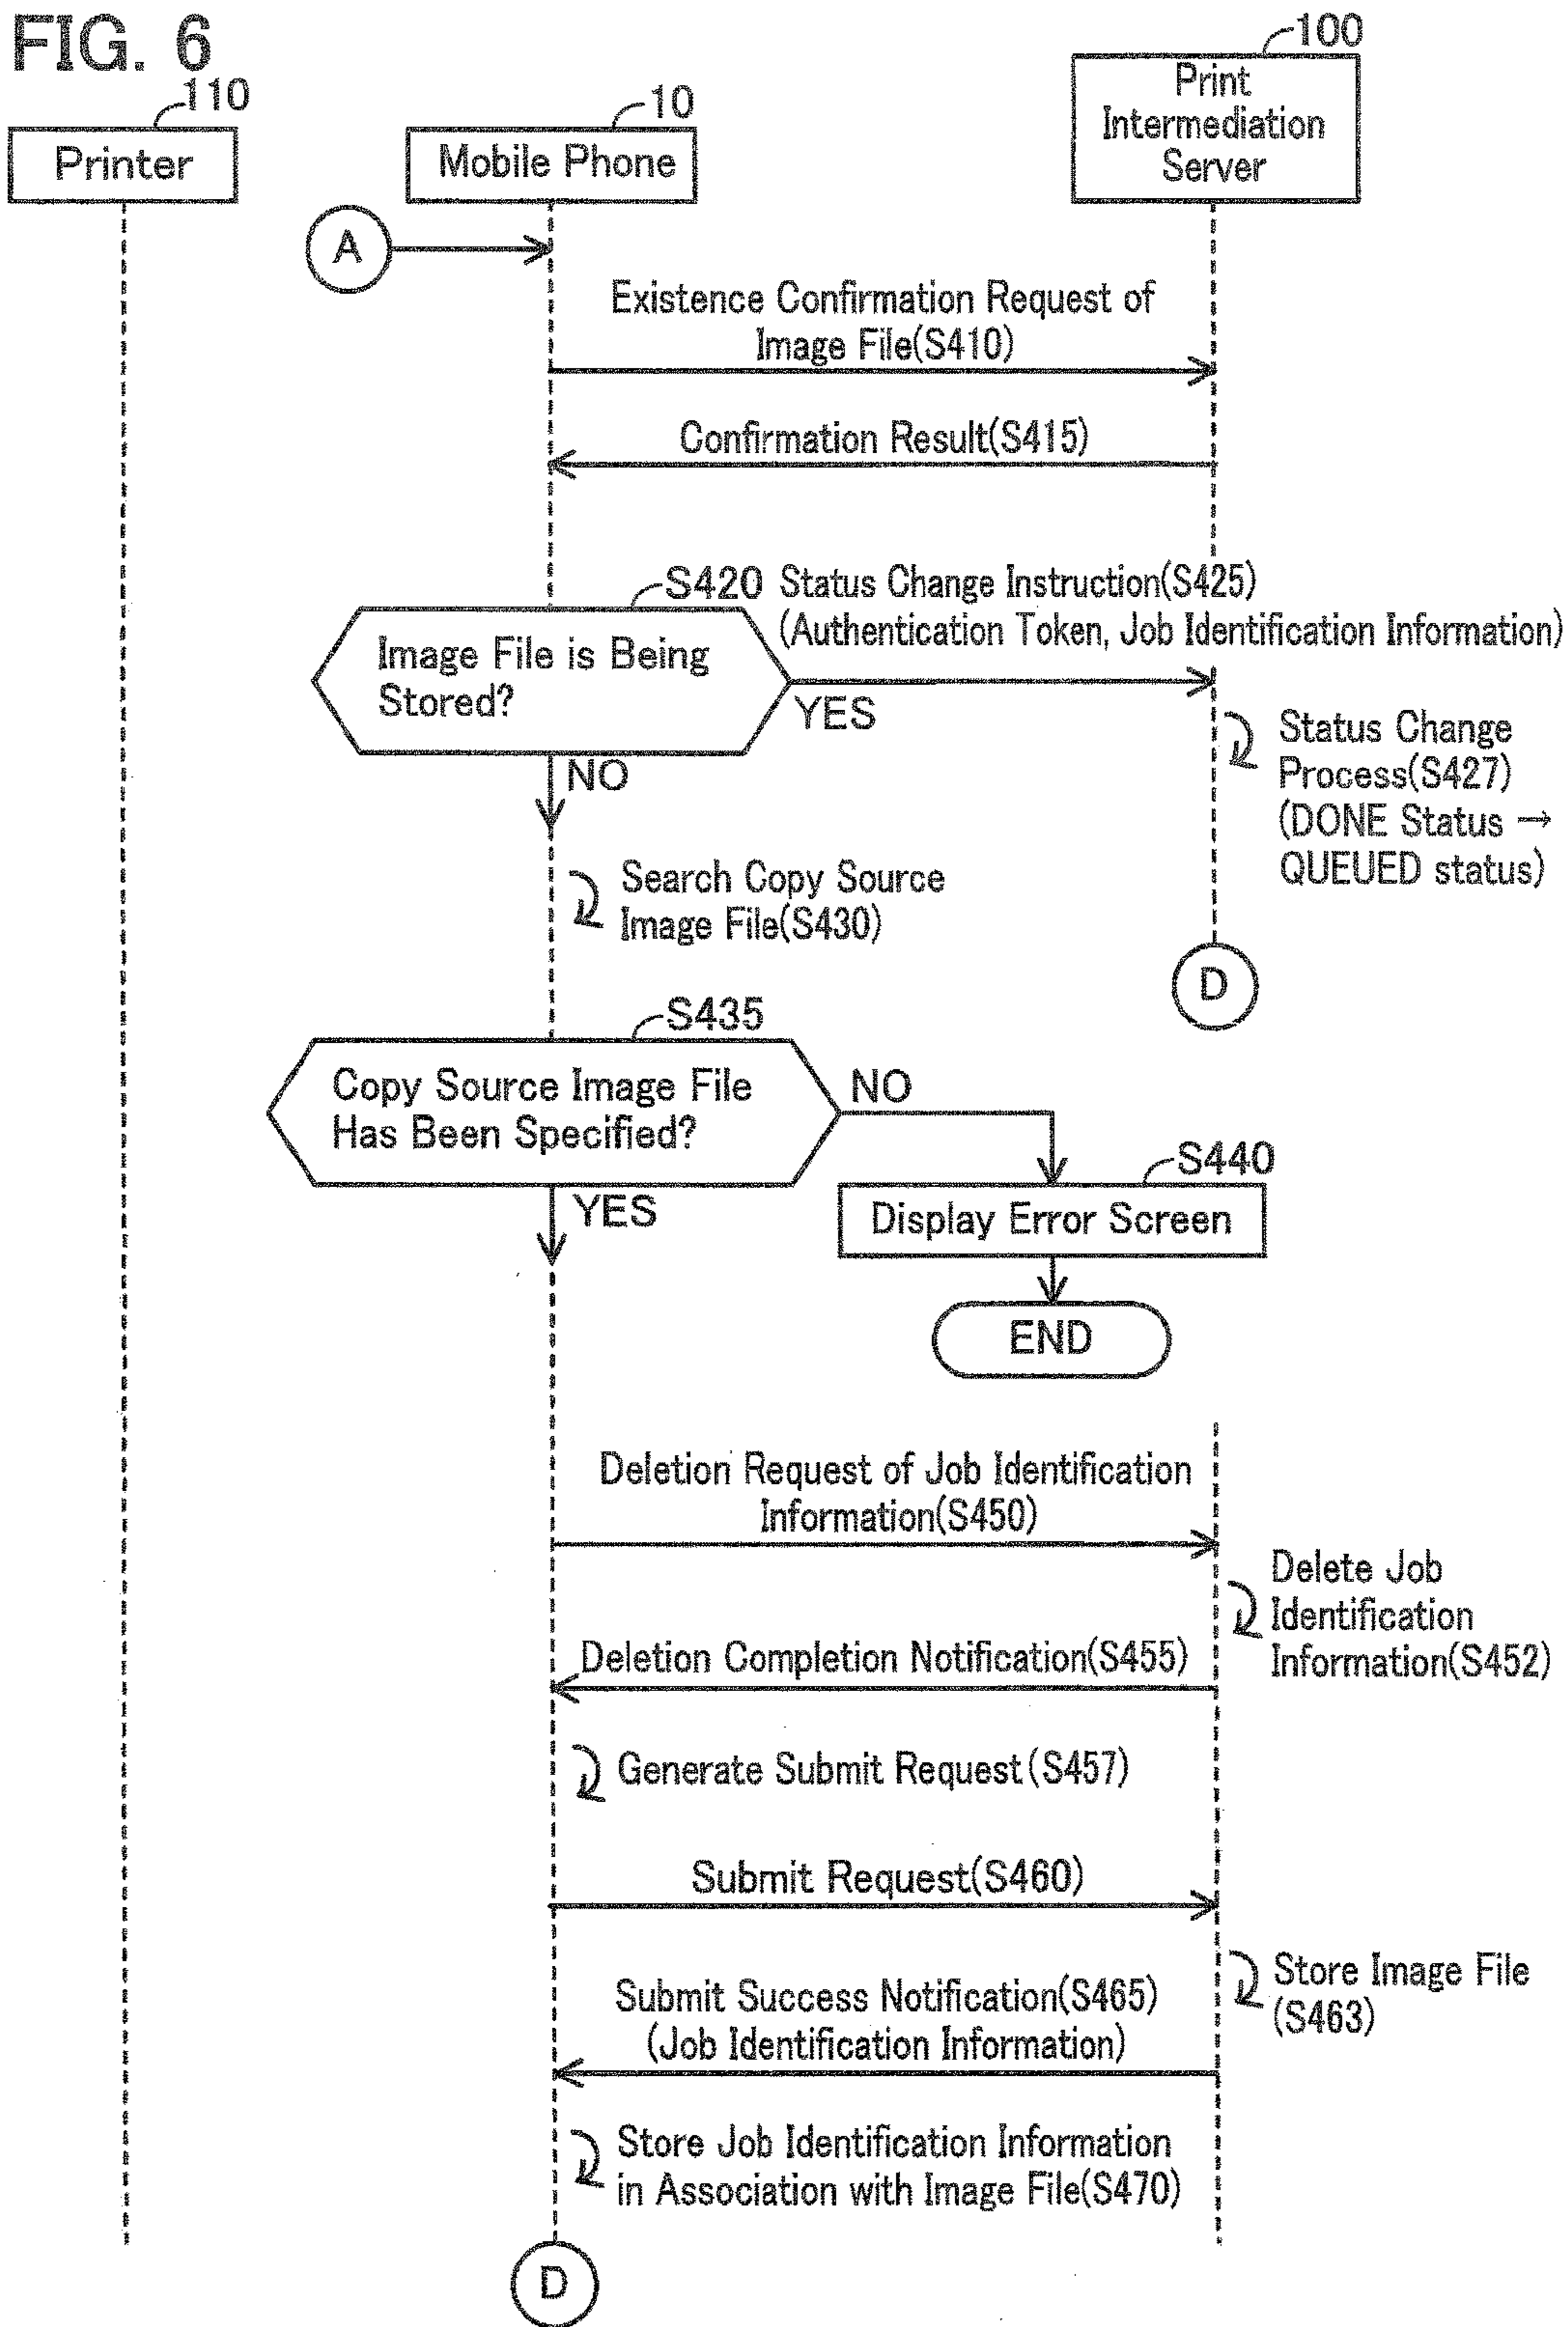 FIG. 6
110
10
100
Printer
Mobile Phone
Print
Intermediation
Server
A
Existence Confirmation Request of
Image File(S410)
Confirmation Result(S415)
S420
Status Change Instruction(S425)
(Authentication Token, Job Identification Information)
Image File is Being
Stored?
YES
NO
Status Change
Process(S427)
(DONE Status →
QUEUED status)
Search Copy Source
Image File(S430)
D
S435
Copy Source Image File
Has Been Specified?
NO
YES
S440
Display Error Screen
END
Deletion Request of Job Identification
Information(S450)
Delete Job
Identification
Information(S452)
Deletion Completion Notification(S455)
Generate Submit Request(S457)
Submit Request(S460)
Store Image File
(S463)
Submit Success Notification(S465)
(Job Identification Information)
Store Job Identification Information
in Association with Image File(S470)
D